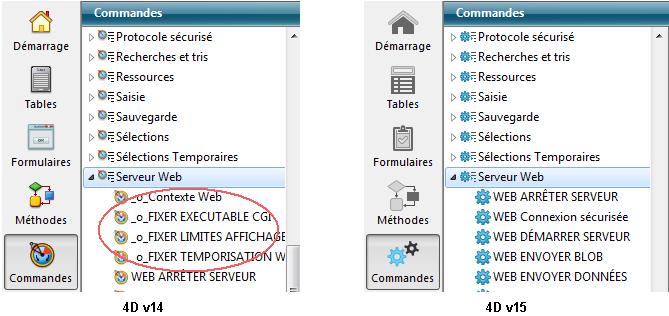 Commandes
Démarrage
Tables
Formulaires
Méthodes
Commandes
Protocole sécurisé
Recherches et tris
Ressources
Saisie
Sauvegarde
Sélections
Sélections Temporaires
Serveur Web
_o_Contexte Web
_o_FIXER EXECUTABLE CGI
_o_FIXER LIMITES AFFICHAGE
_o_FIXER TEMPORISATION W
WEB ARRÊTER SERVEUR
4D v14
Commandes
Démarrage
Tables
Formulaires
Méthodes
Commandes
Protocole sécurisé
Recherches et tris
Ressources
Saisie
Sauvegarde
Sélections
Sélections Temporaires
Serveur Web
WEB ARRÊTER SERVEUR
WEB Connexion sécurisée
WEB DÉMARRER SERVEUR
WEB ENVOYER BLOB
WEB ENVOYER DONNÉES
4D v15